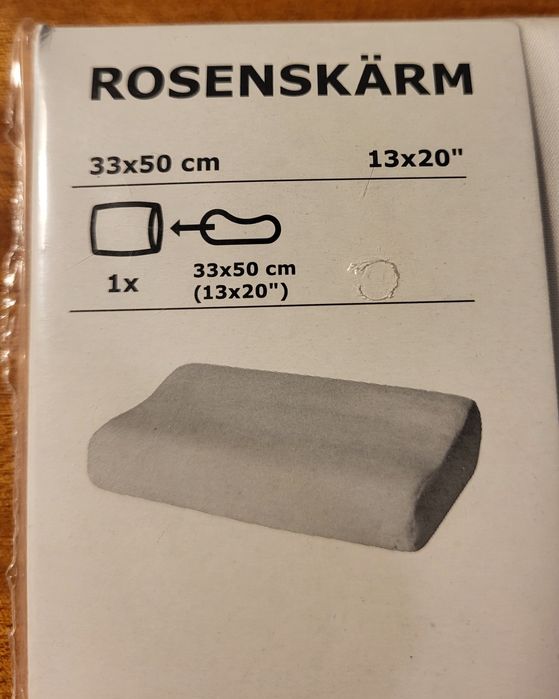 ROSENSKÄRM
33x50 cm 13x20"
1x
33x50 cm
(13x20")